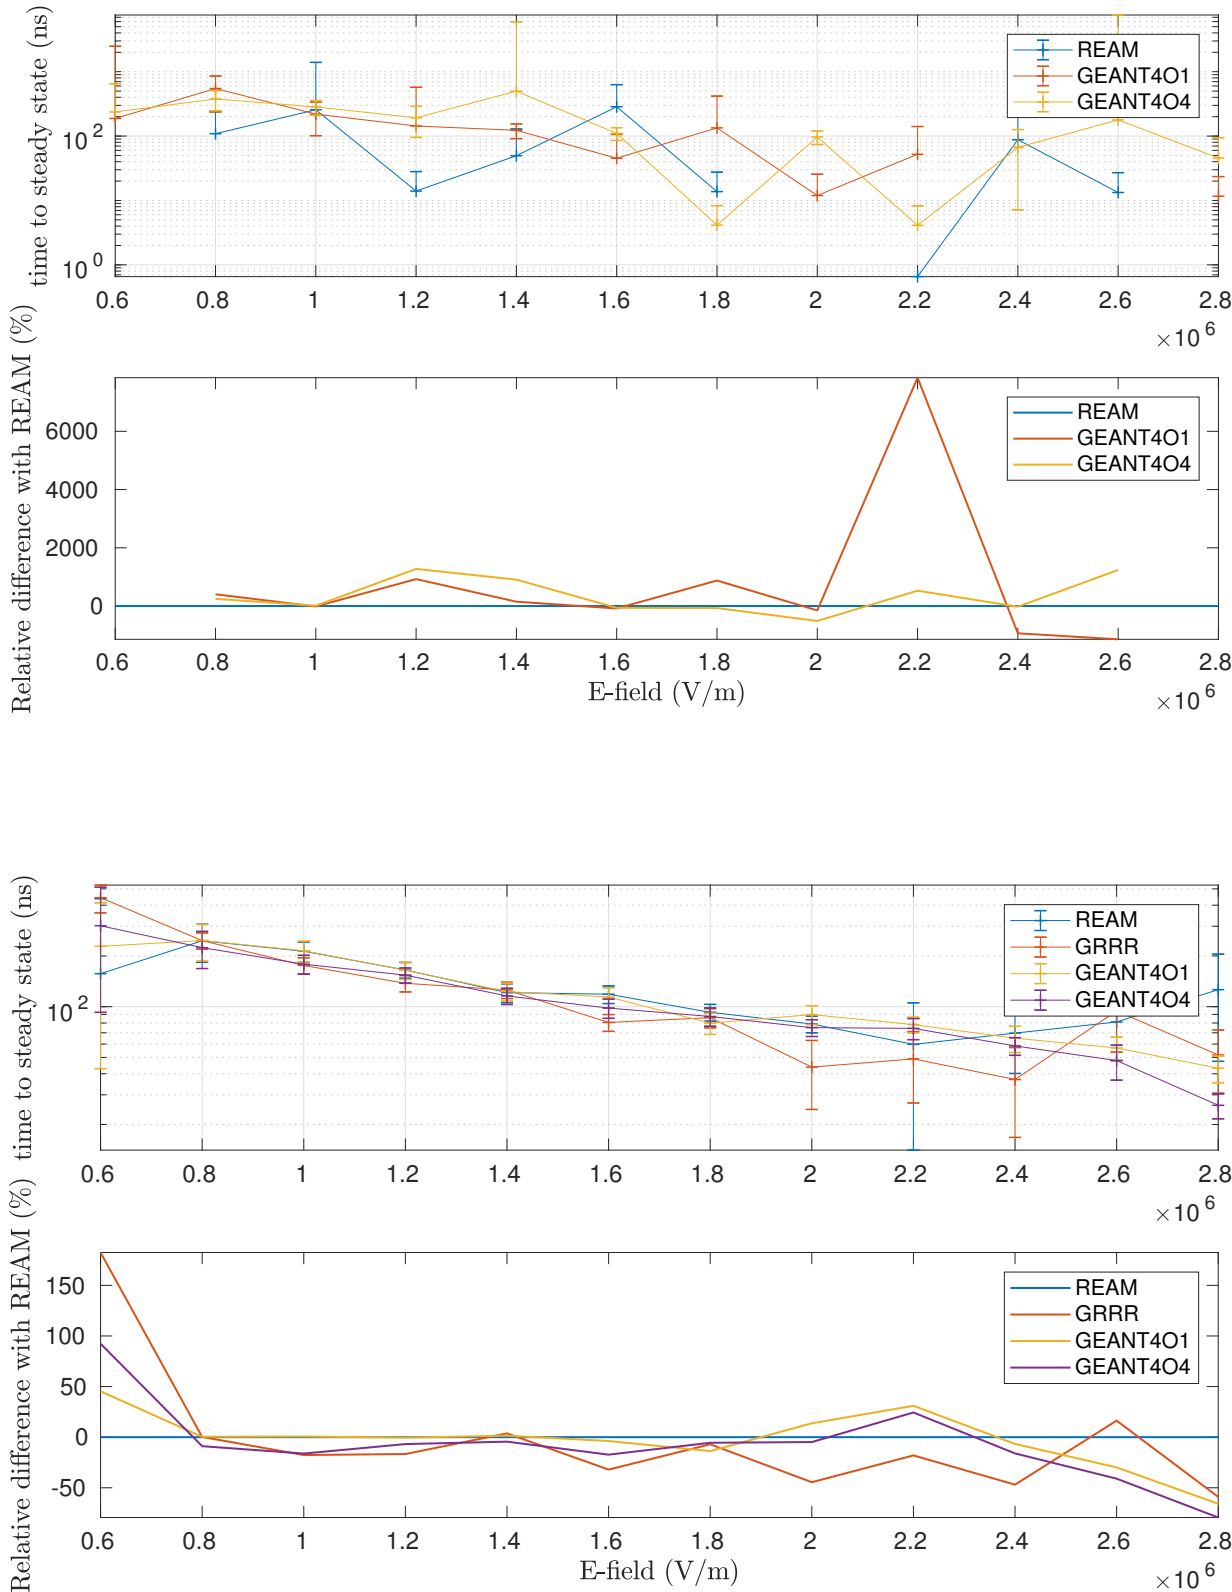 time to steady state (ns)
10^2
10^0
REAM
GEANT4O1
GEANT4O4
0.6 0.8 1 1.2 1.4 1.6 1.8 2 2.2 2.4 2.6 2.8
×10^6
Relative difference with REAM (%)
6000
4000
2000
0
REAM
GEANT4O1
GEANT4O4
0.6 0.8 1 1.2 1.4 1.6 1.8 2 2.2 2.4 2.6 2.8
E-field (V/m)
×10^6
time to steady state (ns)
10^2
REAM
GRRR
GEANT4O1
GEANT4O4
0.6 0.8 1 1.2 1.4 1.6 1.8 2 2.2 2.4 2.6 2.8
×10^6
Relative difference with REAM (%)
150
100
50
0
-50
REAM
GRRR
GEANT4O1
GEANT4O4
0.6 0.8 1 1.2 1.4 1.6 1.8 2 2.2 2.4 2.6 2.8
E-field (V/m)
×10^6